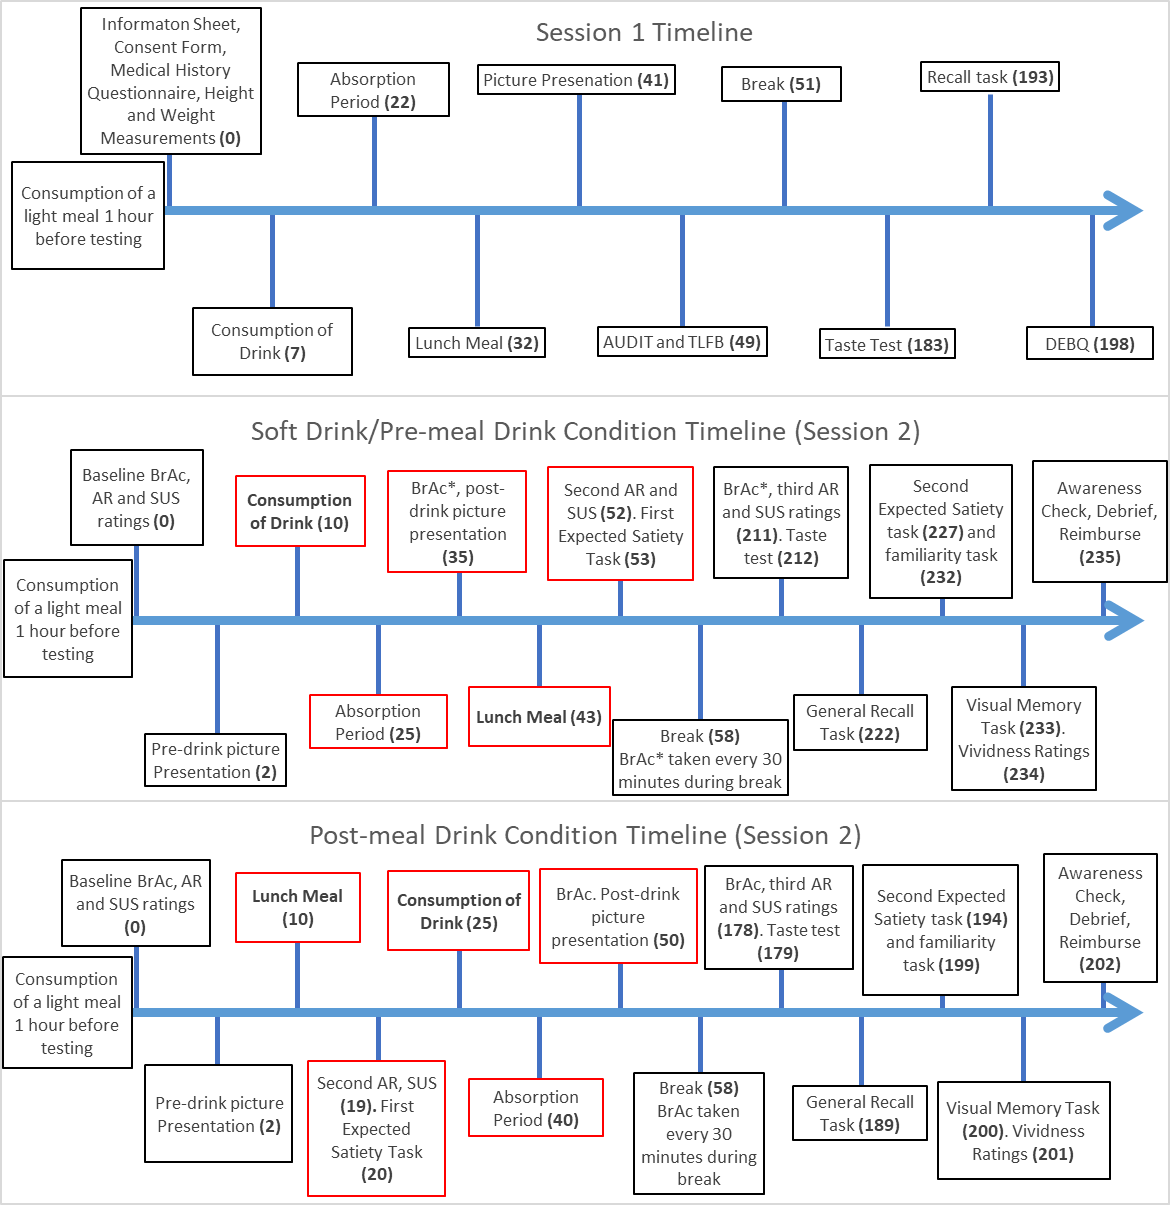 Session 1 Timeline
Informaton Sheet,
Consent Form,
Medical History
Questionnaire, Height
and Weight
Measurements (0)
Absorption
Period (22)
Picture Presenation (41)
Break (51)
Recall task (193)
Consumption of a
light meal 1 hour
before testing
Consumption of
Drink (7)
Lunch Meal (32)
AUDIT and TLFB (49)
Taste Test (183)
DEBQ (198)
Soft Drink/Pre-meal Drink Condition Timeline (Session 2)
Baseline BrAc,
AR and SUS
ratings (0)
Consumption
of Drink (10)
BrAc*, post-
drink picture
presentation
(35)
Second AR and
SUS (52). First
Expected Satiety
Task (53)
BrAc*, third AR
and SUS ratings
(211). Taste
test (212)
Second
Expected Satiety
task (227) and
familiarity task
(232)
Awareness
Check, Debrief,
Reimburse
(235)
Consumption
of a light meal
1 hour before
testing
Pre-drink picture
Presentation (2)
Absorption
Period (25)
Lunch Meal (43)
Break (58)
BrAc* taken every 30
minutes during break
General Recall
Task (222)
Visual Memory
Task (233).
Vividness Ratings
(234)
Post-meal Drink Condition Timeline (Session 2)
Baseline BrAc, AR
and SUS ratings
(0)
Lunch Meal
(10)
Consumption of
Drink (25)
BrAc. Post-drink
picture
presentation (50)
BrAc, third AR
and SUS ratings
(178). Taste test
(179)
Second Expected
Satiety task (194)
and familiarity
task (199)
Awareness
Check,
Debrief,
Reimburse
(202)
Consumption
of a light meal
1 hour before
testing
Pre-drink picture
Presentation (2)
Second AR, SUS
(19). First
Expected
Satiety Task
(20)
Absorption
Period (40)
Break (58)
BrAc taken
every 30
minutes during
break
General Recall
Task (189)
Visual Memory Task
(200). Vividness
Ratings (201)